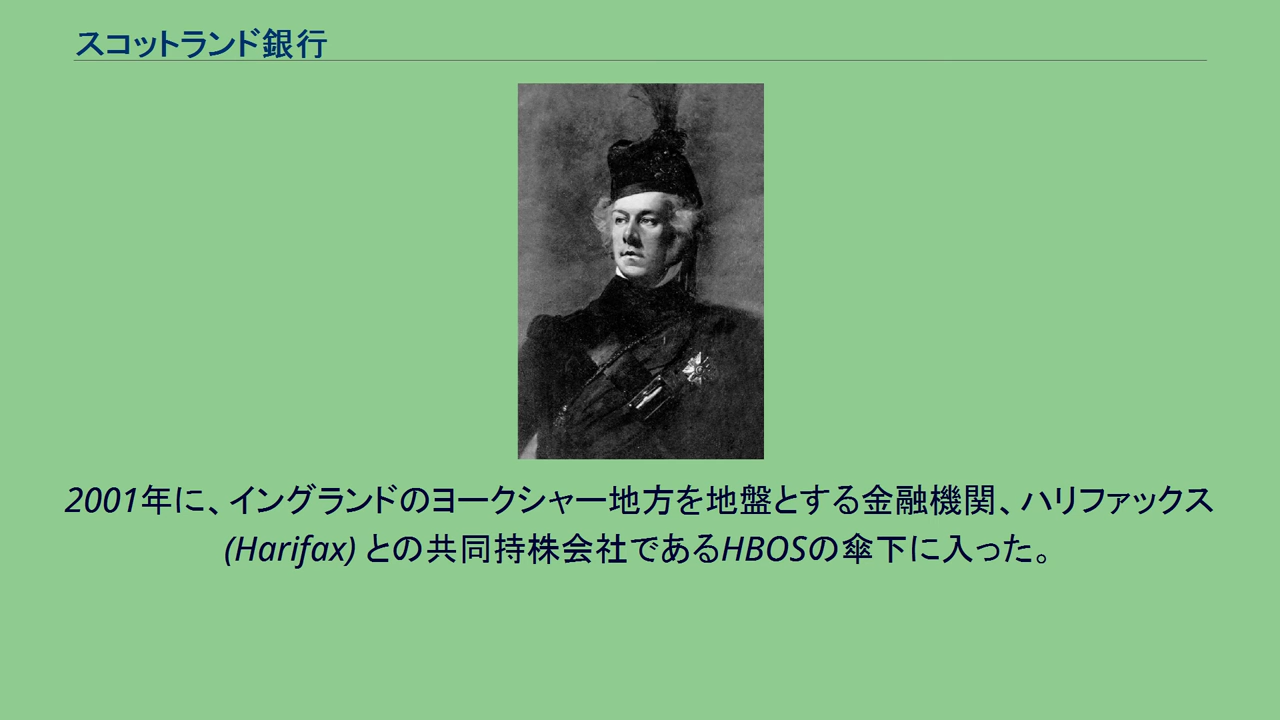 スコットランド銀行
2001年に、イングランドのヨークシャー地方を地盤とする金融機関、ハリファックス
(Harifax) との共同持株会社であるHBOSの傘下に入った。